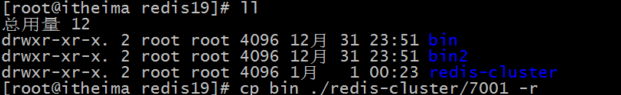 [root@itheima redis19]# ll
总用量 12
drwxr-xr-x. 2 root root 4096 12月 31 23:51 bin
drwxr-xr-x. 2 root root 4096 12月 31 23:51 bin2
drwxr-xr-x. 2 root root 4096 1月   1 00:23 redis-cluster
[root@itheima redis19]# cp bin ./redis-cluster/7001 -r